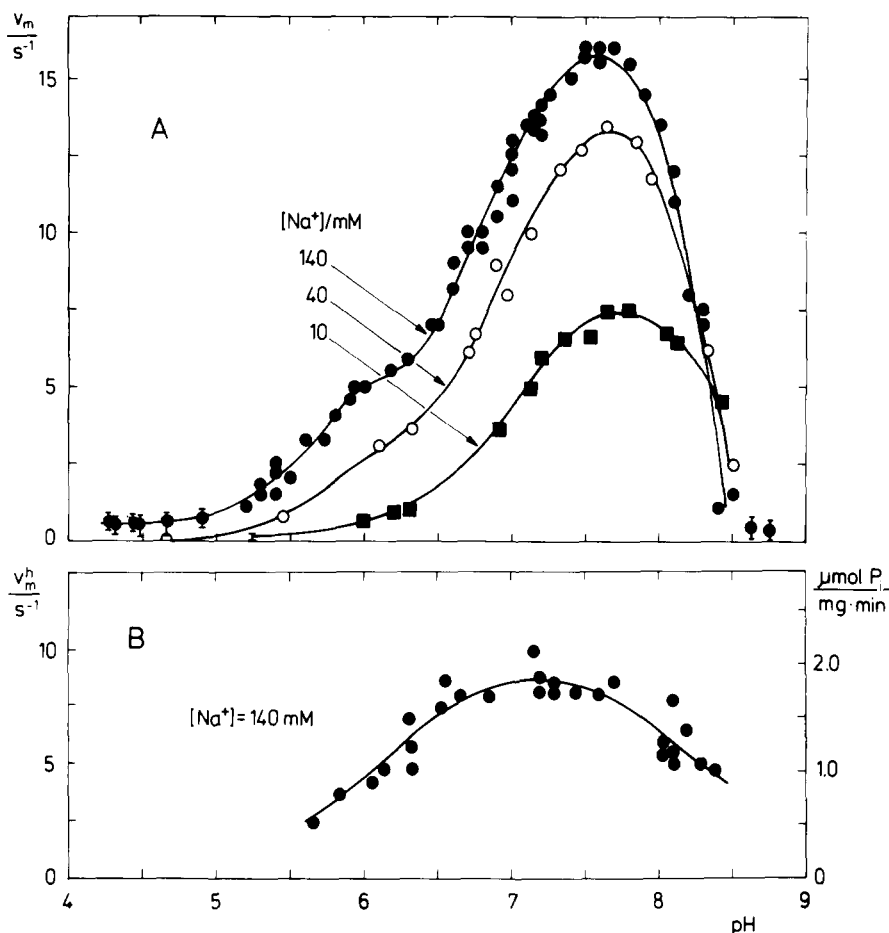 v_m
s⁻¹
15
A
[Na⁺]/mM
140
40
10
10
5
0
v_m^h
s⁻¹
μmol P_i
mg·min
B
10
2.0
[Na⁺] = 140 mM
5
1.0
0
0
4 5 6 7 8 9
pH